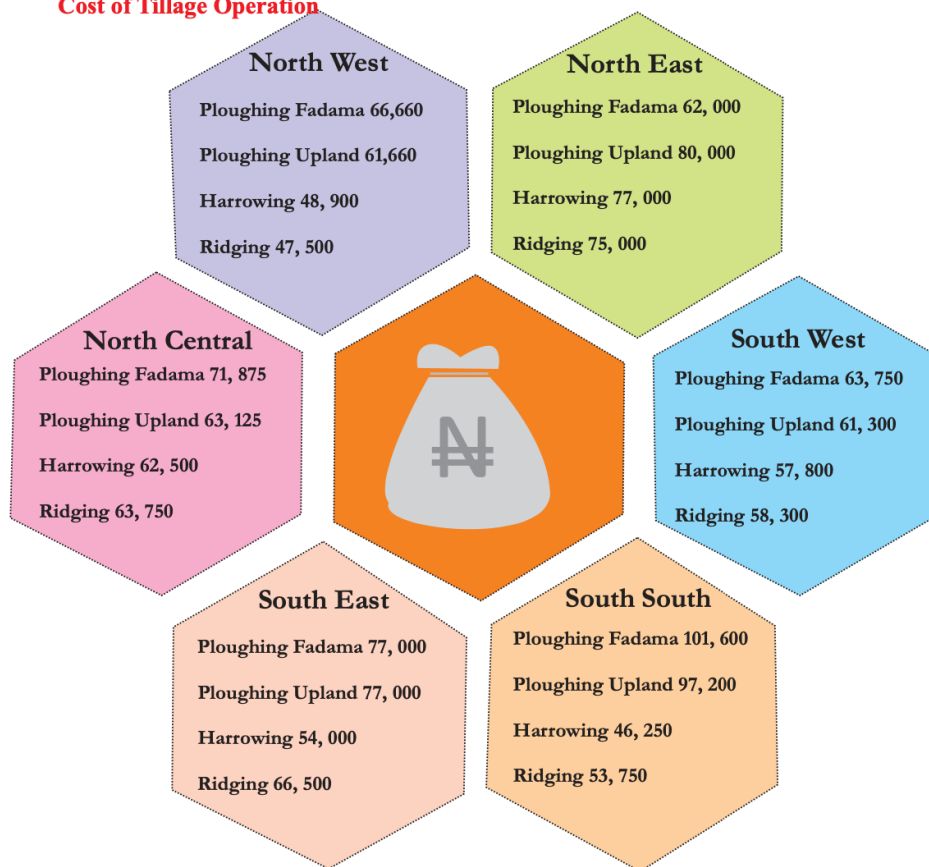 Cost of Tillage Operation
North West
Ploughing Fadama 66,660
Ploughing Upland 61,660
Harrowing 48, 900
Ridging 47, 500
North East
Ploughing Fadama 62, 000
Ploughing Upland 80, 000
Harrowing 77, 000
Ridging 75, 000
North Central
Ploughing Fadama 71, 875
Ploughing Upland 63, 125
Harrowing 62, 500
Ridging 63, 750
₦
South West
Ploughing Fadama 63, 750
Ploughing Upland 61, 300
Harrowing 57, 800
Ridging 58, 300
South East
Ploughing Fadama 77, 000
Ploughing Upland 77, 000
Harrowing 54, 000
Ridging 66, 500
South South
Ploughing Fadama 101, 600
Ploughing Upland 97, 200
Harrowing 46, 250
Ridging 53, 750